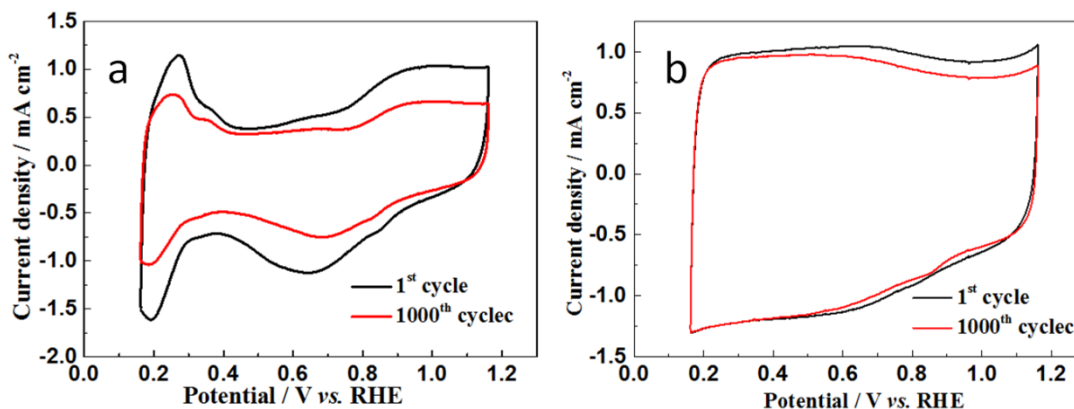 a
1.5
1.0
0.5
0.0
-0.5
-1.0
-1.5
-2.0
Current density / mA cm-2
1st cycle
1000th cyclec
0.0 0.2 0.4 0.6 0.8 1.0 1.2
Potential / V vs. RHE
b
1.0
0.5
0.0
-0.5
-1.0
-1.5
Current density / mA cm-2
1st cycle
1000th cyclec
0.0 0.2 0.4 0.6 0.8 1.0 1.2
Potential / V vs. RHE